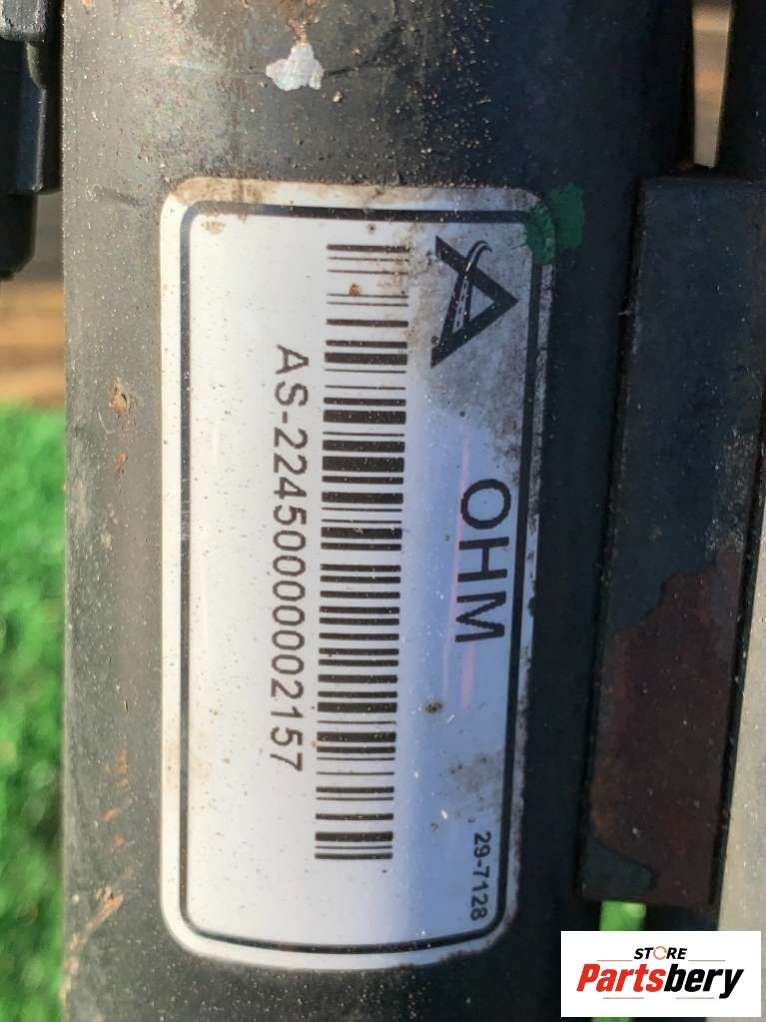 OHM
AS-2245000002157
29-7128
STORE
Partsbery